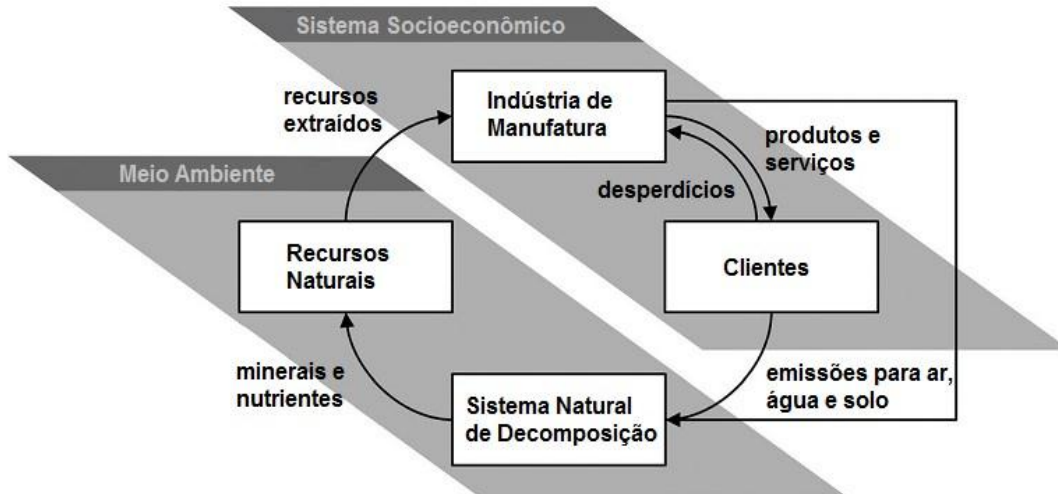 Sistema Socioeconômico
recursos
extraídos
Indústria de
Manufatura
produtos e
serviços
desperdícios
Meio Ambiente
Recursos
Naturais
Clientes
minerais e
nutrientes
Sistema Natural
de Decomposição
emissões para ar,
água e solo